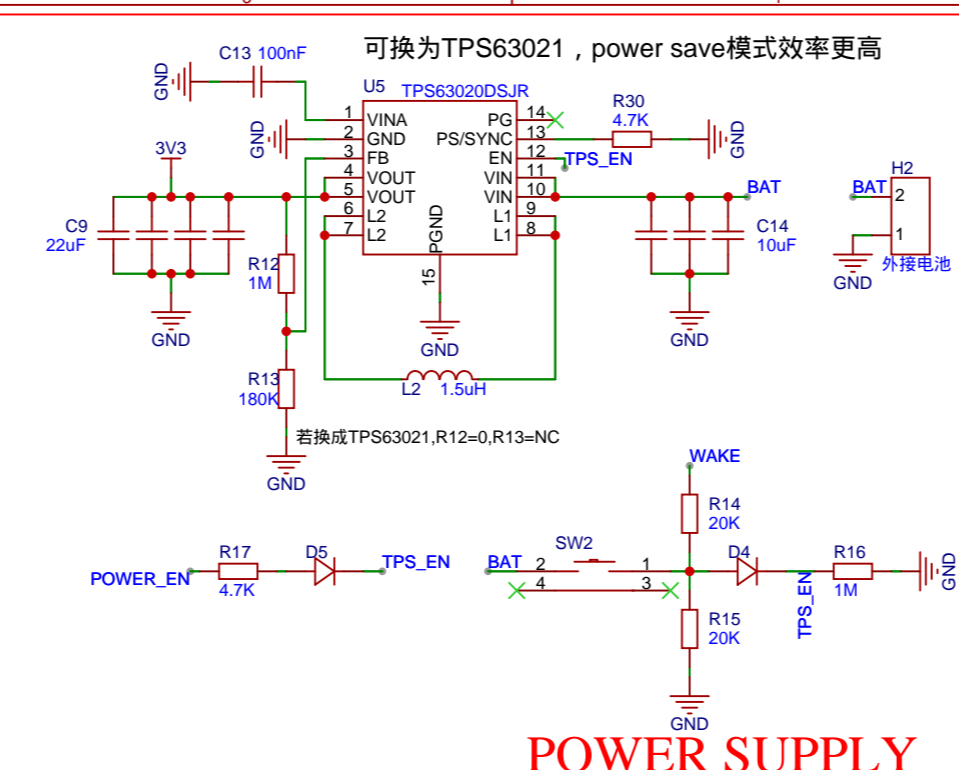 可换为TPS63021，power save模式效率更高
C13 100nF
GND
U5
TPS63020DSJR
1
VINA
2
GND
3
FB
4
VOUT
5
VOUT
6
L2
7
L2
PGND
15
PG
14
PS/SYNC
13
EN
12
VIN
11
VIN
10
L1
9
L1
8
GND
R30
4.7K
GND
TPS_EN
3V3
C9
22uF
GND
R12
1M
R13
180K
GND
GND
L2
1.5uH
BAT
C14
10uF
GND
H2
BAT
2
1
GND
外接电池
若换成TPS63021,R12=0,R13=NC
POWER_EN
R17
4.7K
D5
TPS_EN
BAT
SW2
2
1
4
3
WAKE
R14
20K
D4
TPS_EN
R16
1M
GND
R15
20K
GND
POWER SUPPLY